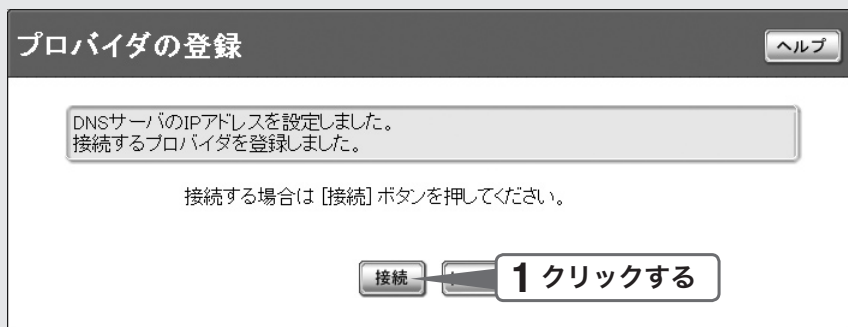 プロバイダの登録
ヘルプ
DNSサーバのIPアドレスを設定しました。
接続するプロバイダを登録しました。
接続する場合は [接続] ボタンを押してください。
接続
1 クリックする